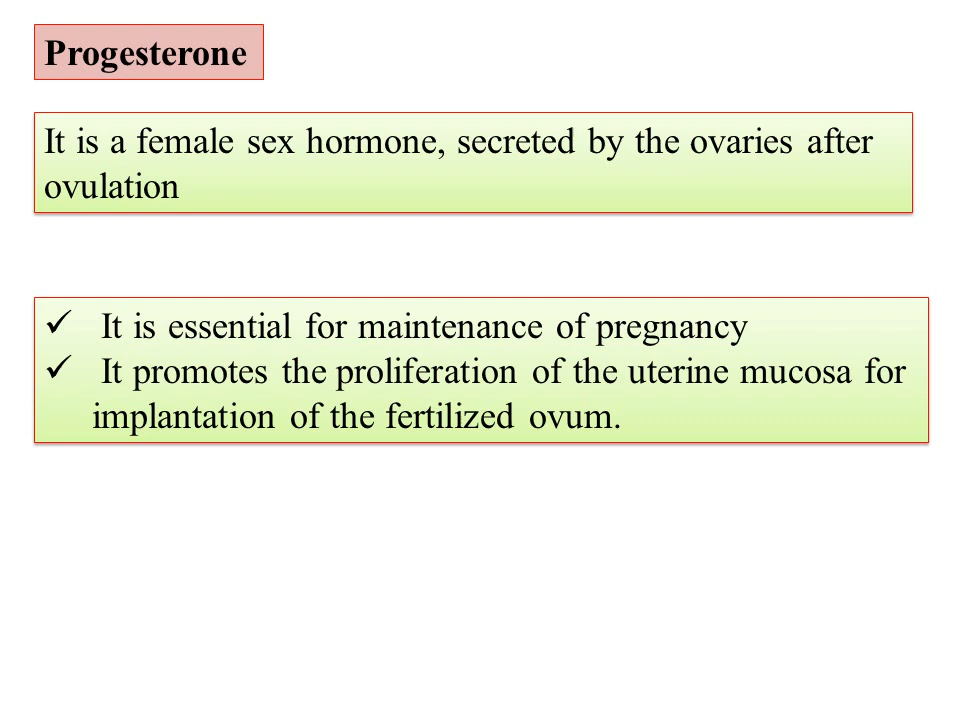 Progesterone
It is a female sex hormone, secreted by the ovaries after
ovulation
✓ It is essential for maintenance of pregnancy
✓ It promotes the proliferation of the uterine mucosa for
implantation of the fertilized ovum.